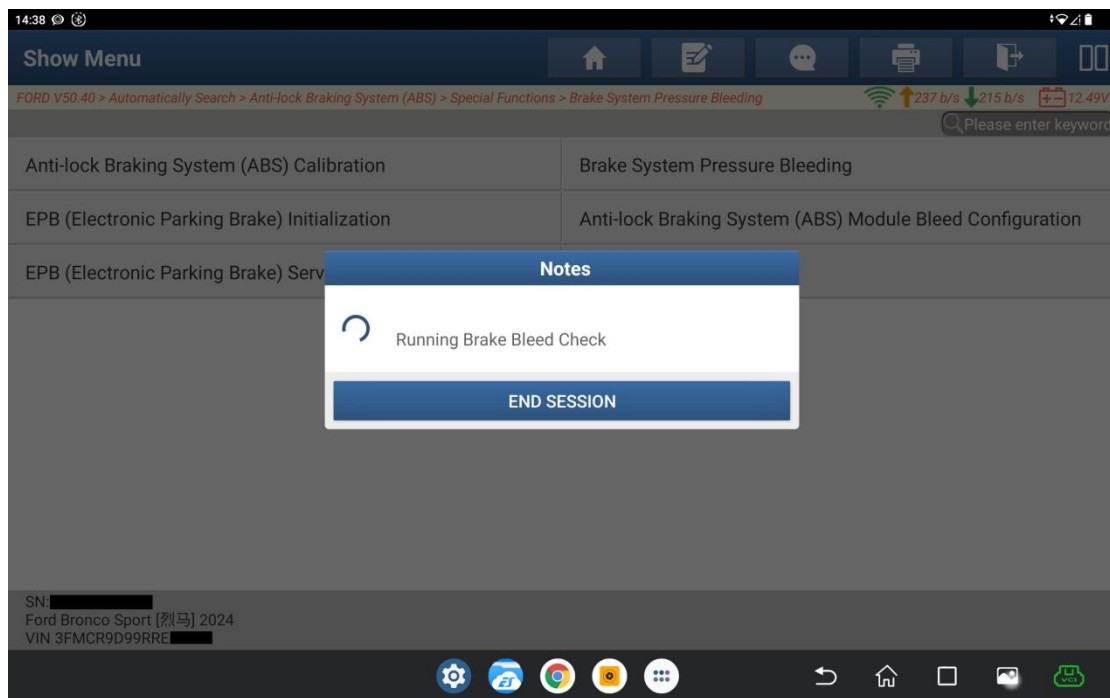 14:38
Show Menu
FORD V50.40 > Automatically Search > Anti-lock Braking System (ABS) > Special Functions > Brake System Pressure Bleeding
237 b/s 215 b/s 12.49V
Please enter keyword
Anti-lock Braking System (ABS) Calibration
Brake System Pressure Bleeding
EPB (Electronic Parking Brake) Initialization
Anti-lock Braking System (ABS) Module Bleed Configuration
EPB (Electronic Parking Brake) Serv
Notes
Running Brake Bleed Check
END SESSION
SN:
Ford Bronco Sport [烈马] 2024
VIN 3FMCR9D99RRE
ES
VCI